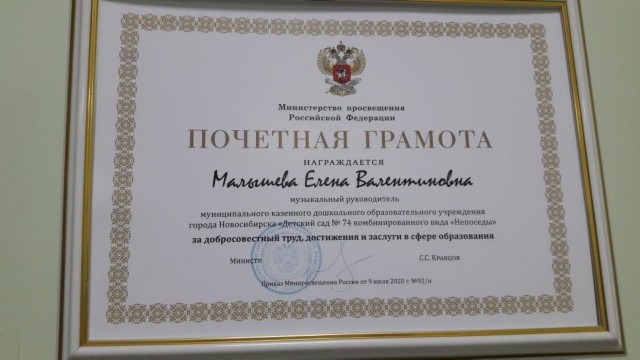 Министерство просвещения
Российской Федерации
ПОЧЕТНАЯ ГРАМОТА
НАГРАЖДАЕТСЯ
Малышева Елена Валентиновна
музыкальный руководитель
муниципального казенного дошкольного образовательного учреждения
города Новосибирска «Детский сад № 74 комбинированного вида «Непоседы»
за добросовестный труд, достижения и заслуги в сфере образования
Министр С.С. Кравцов
Приказ Минпросвещения России от 9 июля 2020 г. №92/н